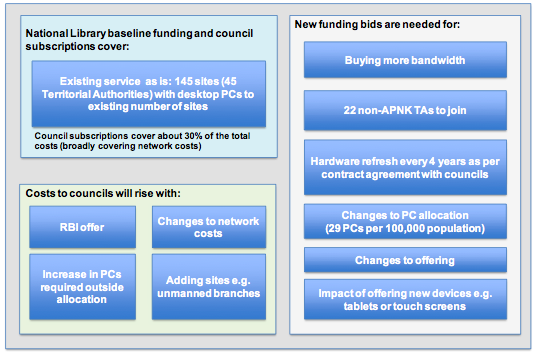 National Library baseline funding and council
subscriptions cover:
Existing service as is: 145 sites (45
Territorial Authorities) with desktop PCs to
existing number of sites
Council subscriptions cover about 30% of the total
costs (broadly covering network costs)
Costs to councils will rise with:
RBI offer
Changes to network
costs
Increase in PCs
required outside
allocation
Adding sites e.g.
unmanned branches
New funding bids are needed for:
Buying more bandwidth
22 non-APNK TAs to join
Hardware refresh every 4 years as per
contract agreement with councils
Changes to PC allocation
(29 PCs per 100,000 population)
Changes to offering
Impact of offering new devices e.g.
tablets or touch screens